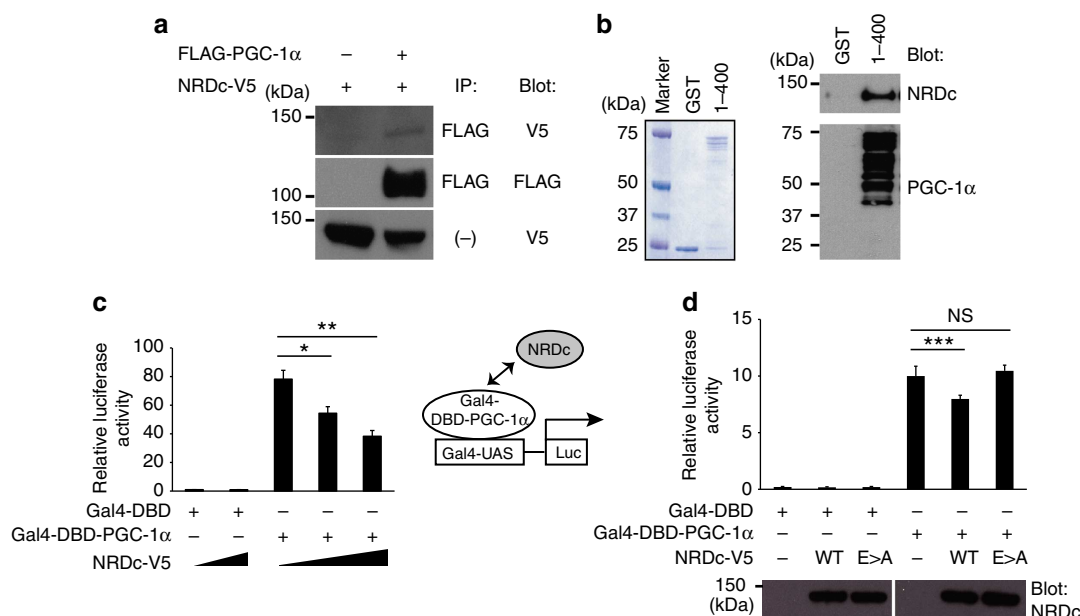 a
FLAG-PGC-1α – +
NRDc-V5 + + IP: Blot:
(kDa)
150 FLAG V5
100 FLAG FLAG
150 (–) V5
b
(kDa) Marker GST 1–400
75
50
37
25
(kDa) GST 1–400 Blot:
150 NRDc
75
50 PGC-1α
37
25
c
Relative luciferase
activity
100
80
60
40
20
0
* **
Gal4-DBD + + – – –
Gal4-DBD-PGC-1α – – + + +
NRDc-V5
NRDc
Gal4-
DBD-PGC-1α
Gal4-UAS Luc
d
Relative luciferase
activity
15
10
5
0
NS
***
Gal4-DBD + + + – – –
Gal4-DBD-PGC-1α – – – + + +
NRDc-V5 – WT E>A – WT E>A
150
(kDa)
Blot:
NRDc